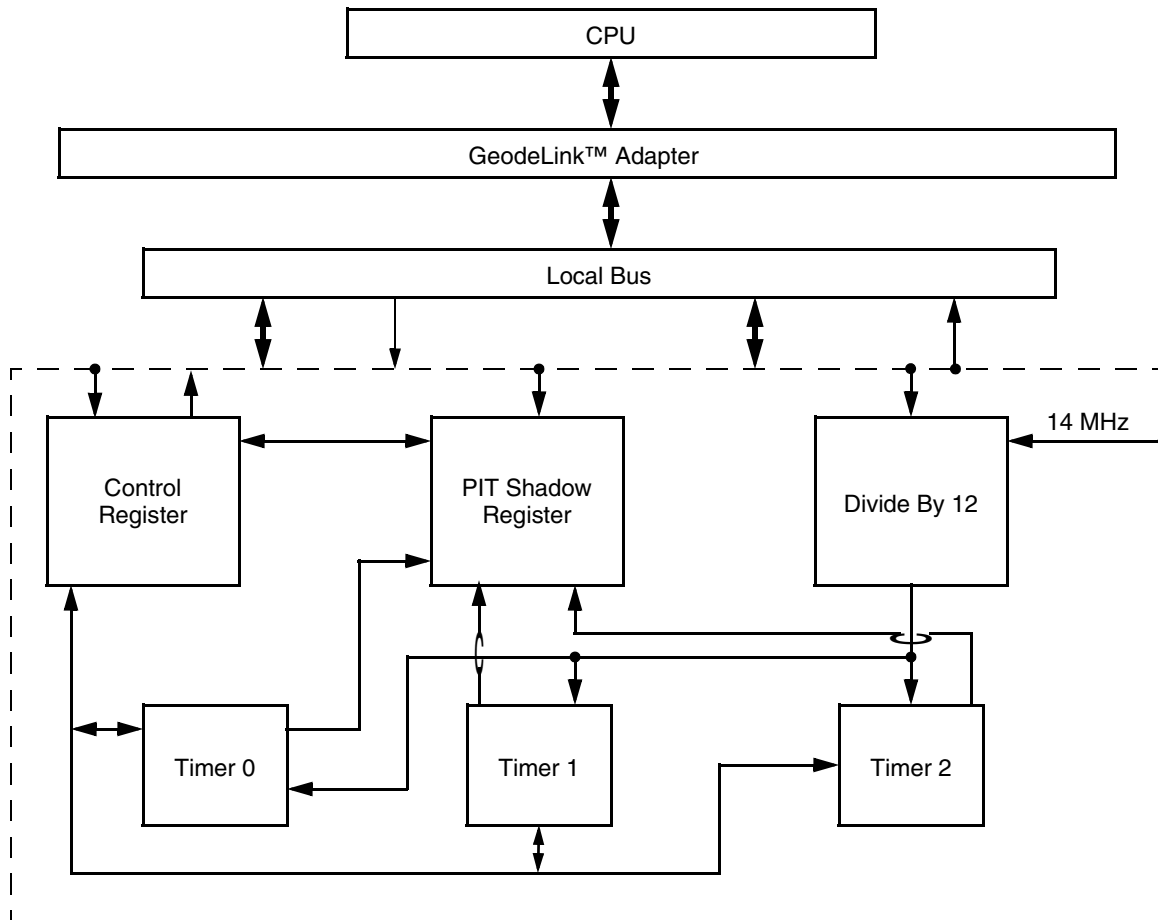 CPU
GeodeLink™ Adapter
Local Bus
14 MHz
Control
Register
PIT Shadow
Register
Divide By 12
Timer 0
Timer 1
Timer 2